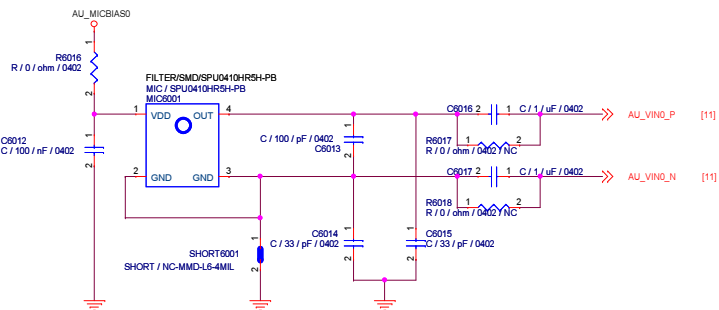 AU_MICBIAS0
1
R6016
R / 0 / ohm / 0402
2
FILTER/SMD/SPU0410HR5H-PB
MIC / SPU0410HR5H-PB
MIC6001
1 VDD OUT 4
2 GND GND 3
C6012
C / 100 / nF / 0402
1
2
C / 100 / pF / 0402
C6013
1
2
C6016 2 1 C / 1 / uF / 0402
AU_VIN0_P [11]
R6017 1 2
R / 0 / ohm / 0402 / NC
C6017 2 1 C / 1 / uF / 0402
AU_VIN0_N [11]
R6018 1 2
R / 0 / ohm / 0402 / NC
C6014
C / 33 / pF / 0402
1
2
C6015
C / 33 / pF / 0402
1
2
1
SHORT6001
SHORT / NC-MMD-L6-4MIL
2